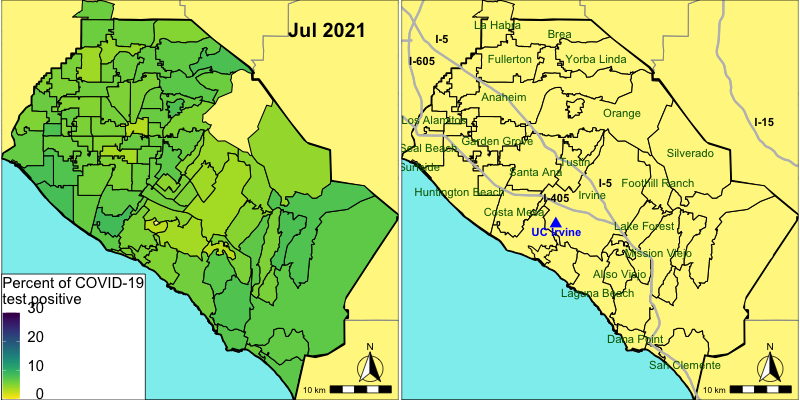 Jul 2021
Percent of COVID-19
test positive
30
20
10
0
N
10 km
La Habra
Brea
I-5
I-605
Fullerton
Yorba Linda
Anaheim
Orange
Los Alamitos
I-15
Garden Grove
Seal Beach
Silverado
Tustin
Sunside
Santa Ana
I-5
Foothill Ranch
Huntington Beach
Irvine
I-405
Costa Mesa
Lake Forest
UC Irvine
Mission Viejo
Aliso Viejo
Laguna Beach
Dana Point
San Clemente
N
10 km